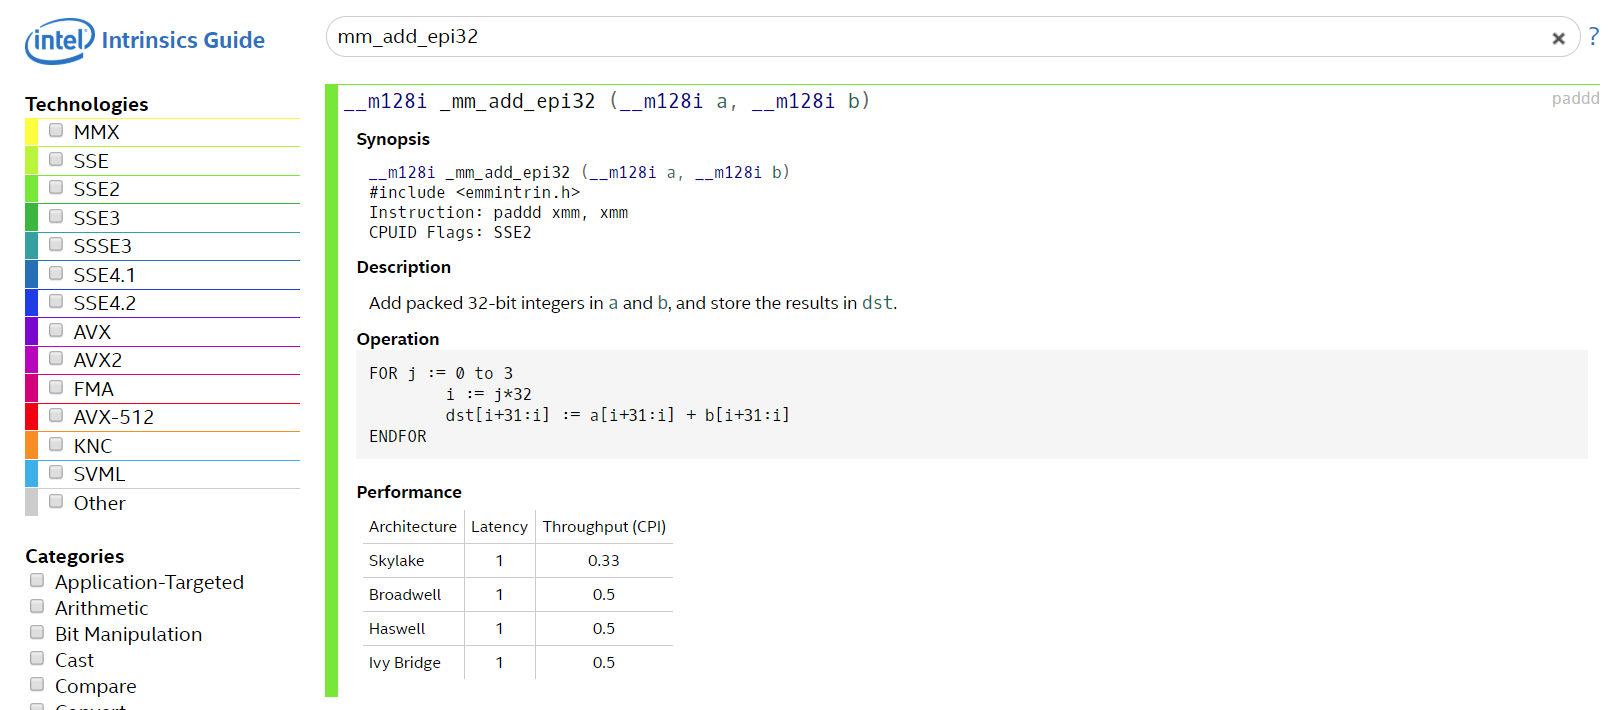 intel Intrinsics Guide
mm_add_epi32
× ?
Technologies
MMX
SSE
SSE2
SSE3
SSSE3
SSE4.1
SSE4.2
AVX
AVX2
FMA
AVX-512
KNC
SVML
Other
Categories
Application-Targeted
Arithmetic
Bit Manipulation
Cast
Compare
Convert
__m128i _mm_add_epi32 (__m128i a, __m128i b)
paddd
Synopsis
__m128i _mm_add_epi32 (__m128i a, __m128i b)
#include <emmintrin.h>
Instruction: paddd xmm, xmm
CPUID Flags: SSE2
Description
Add packed 32-bit integers in a and b, and store the results in dst.
Operation
FOR j := 0 to 3
i := j*32
dst[i+31:i] := a[i+31:i] + b[i+31:i]
ENDFOR
Performance
Architecture Latency Throughput (CPI)
Skylake 1 0.33
Broadwell 1 0.5
Haswell 1 0.5
Ivy Bridge 1 0.5